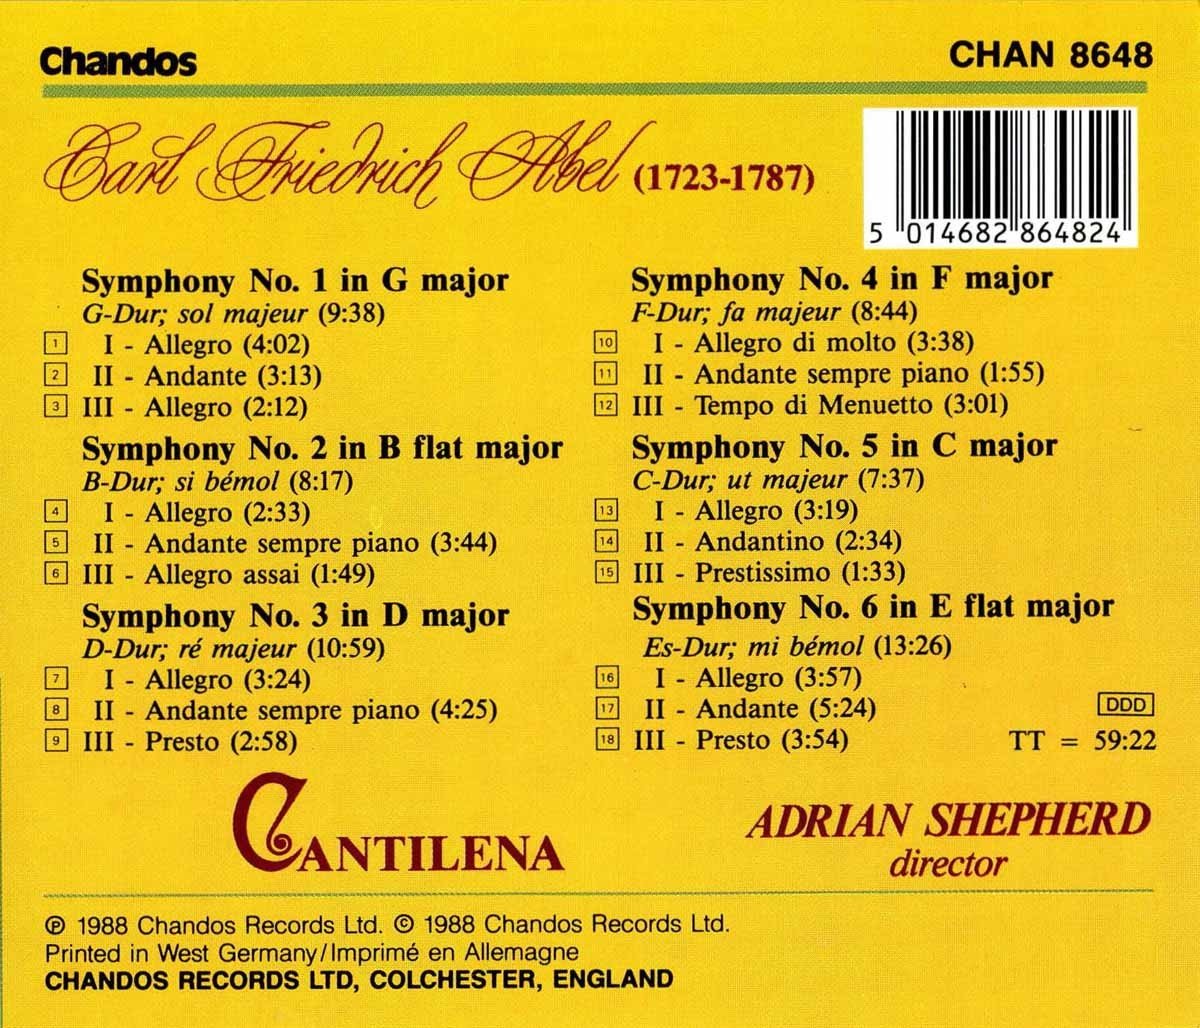 Chandos
CHAN 8648
Carl Friedrich Abel (1723-1787)
5 014682 864824
Symphony No. 1 in G major
G-Dur; sol majeur (9:38)
1 I - Allegro (4:02)
2 II - Andante (3:13)
3 III - Allegro (2:12)
Symphony No. 2 in B flat major
B-Dur; si bémol (8:17)
4 I - Allegro (2:33)
5 II - Andante sempre piano (3:44)
6 III - Allegro assai (1:49)
Symphony No. 3 in D major
D-Dur; ré majeur (10:59)
7 I - Allegro (3:24)
8 II - Andante sempre piano (4:25)
9 III - Presto (2:58)
Symphony No. 4 in F major
F-Dur; fa majeur (8:44)
10 I - Allegro di molto (3:38)
11 II - Andante sempre piano (1:55)
12 III - Tempo di Menuetto (3:01)
Symphony No. 5 in C major
C-Dur; ut majeur (7:37)
13 I - Allegro (3:19)
14 II - Andantino (2:34)
15 III - Prestissimo (1:33)
Symphony No. 6 in E flat major
Es-Dur; mi bémol (13:26)
16 I - Allegro (3:57)
17 II - Andante (5:24)
18 III - Presto (3:54)
DDD
TT = 59:22
CANTILENA
ADRIAN SHEPHERD
director
℗ 1988 Chandos Records Ltd. © 1988 Chandos Records Ltd.
Printed in West Germany/Imprimé en Allemagne
CHANDOS RECORDS LTD, COLCHESTER, ENGLAND